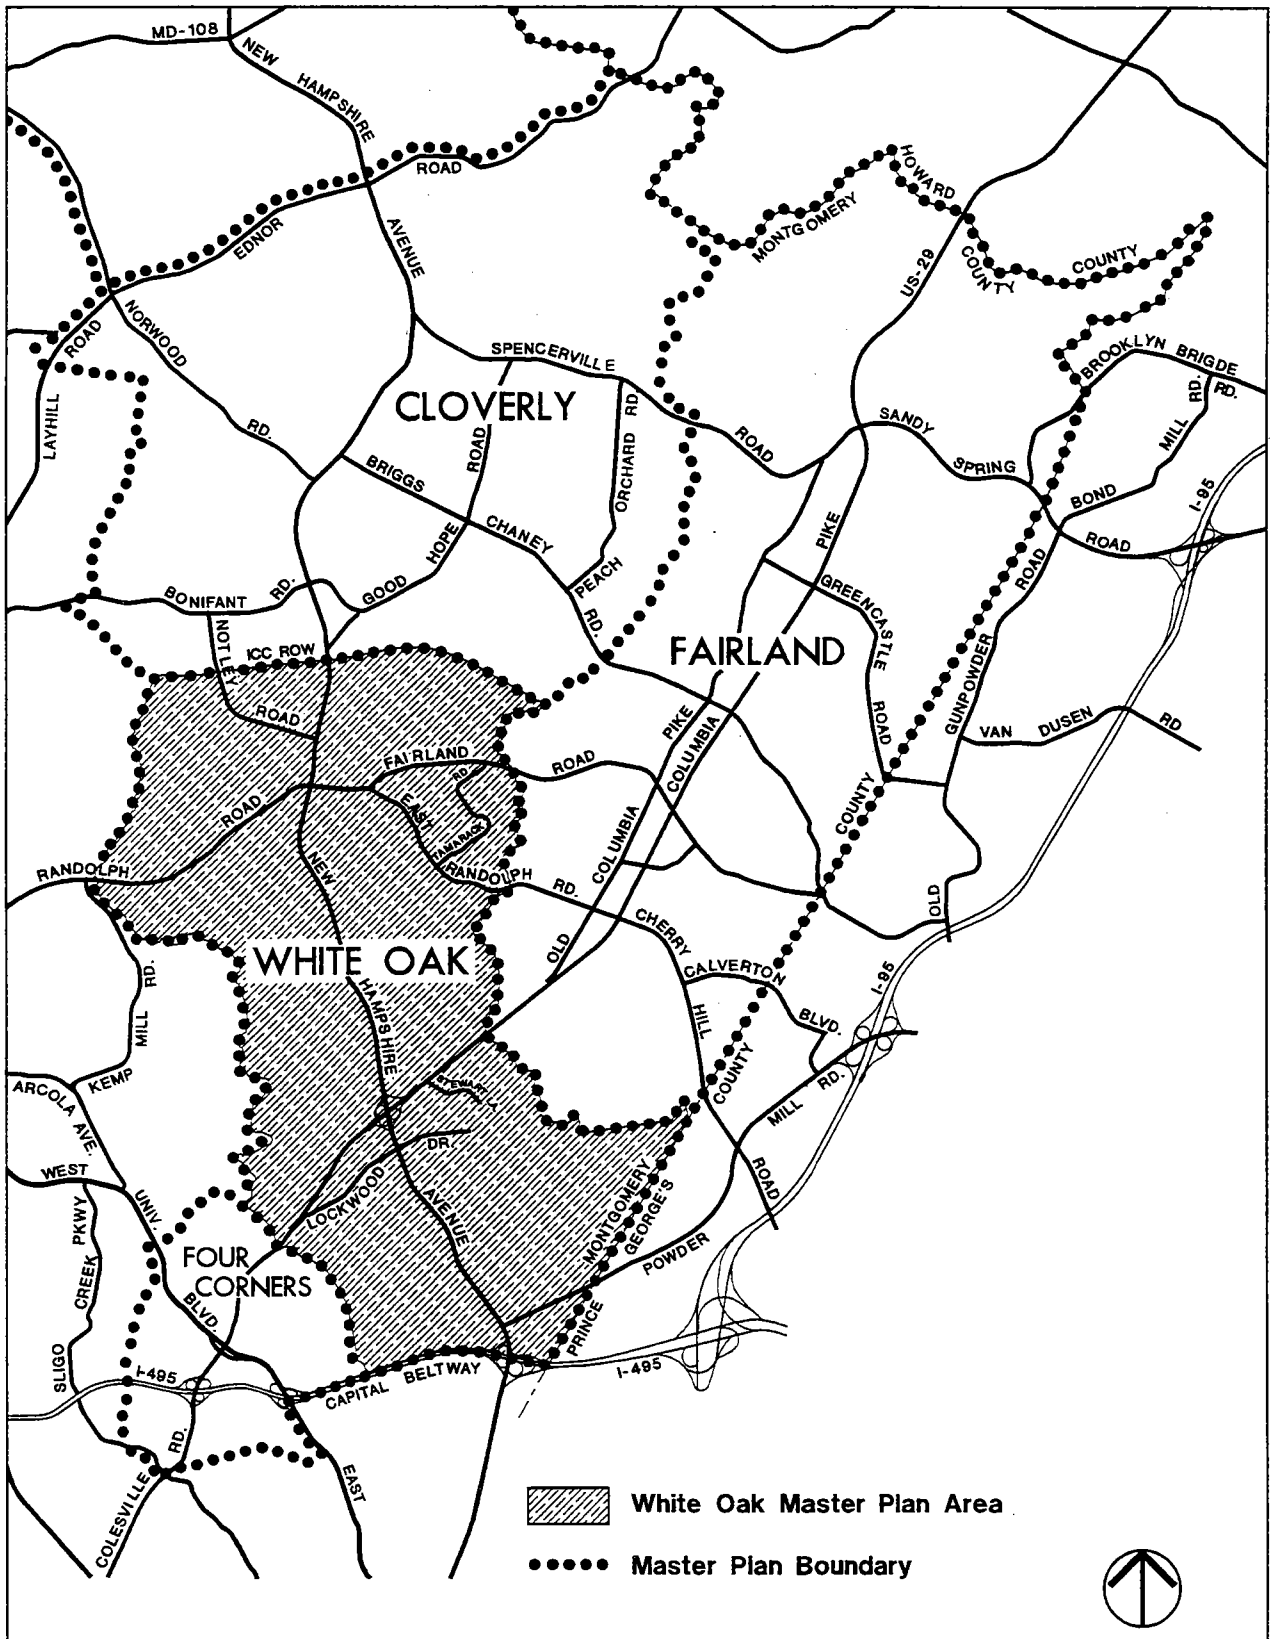 MD-108
NEW
HAMPSHIRE
AVENUE
ROAD
EDNOR
ROAD
NORWOOD
RD.
LAYHILL
HOWARD
COUNTY
MONTGOMERY
COUNTY
US-29
SPENCERVILLE
ROAD
CLOVERLY
BROOKLYN BRIGDE
RD.
MILL
RD.
BOND
SANDY
SPRING
ROAD
I-95
BRIGGS
CHANEY
RD.
GOOD
HOPE
ROAD
PEACH
ORCHARD
RD.
BONIFANT
RD.
NOTLEY
ROAD
ICC ROW
FAIRLAND
PIKE
GREENCASTLE
ROAD
GUNPOWDER
ROAD
VAN DUSEN
RD
PIKE
COLUMBIA
COLUMBIA
OLD
COUNTY
OLD
FAIRLAND
ROAD
RD
TAMARACK
EAST
RANDOLPH
RD.
RANDOLPH
ROAD
NEW
HAMPSHIRE
AVENUE
WHITE OAK
CHERRY
HILL
ROAD
CALVERTON
BLVD.
I-95
COUNTY
MILL
RD.
POWDER
MILL
RD.
KEMP
ARCOLA
AVE.
WEST
UNIV.
BLVD.
EAST
PKWY
CREEK
SLIGO
STEWART LA.
LOCKWOOD
DR.
FOUR
CORNERS
MONTGOMERY
PRINCE
GEORGE'S
I-495
CAPITAL
BELTWAY
I-495
COLESVILLE
RD.
White Oak Master Plan Area
Master Plan Boundary